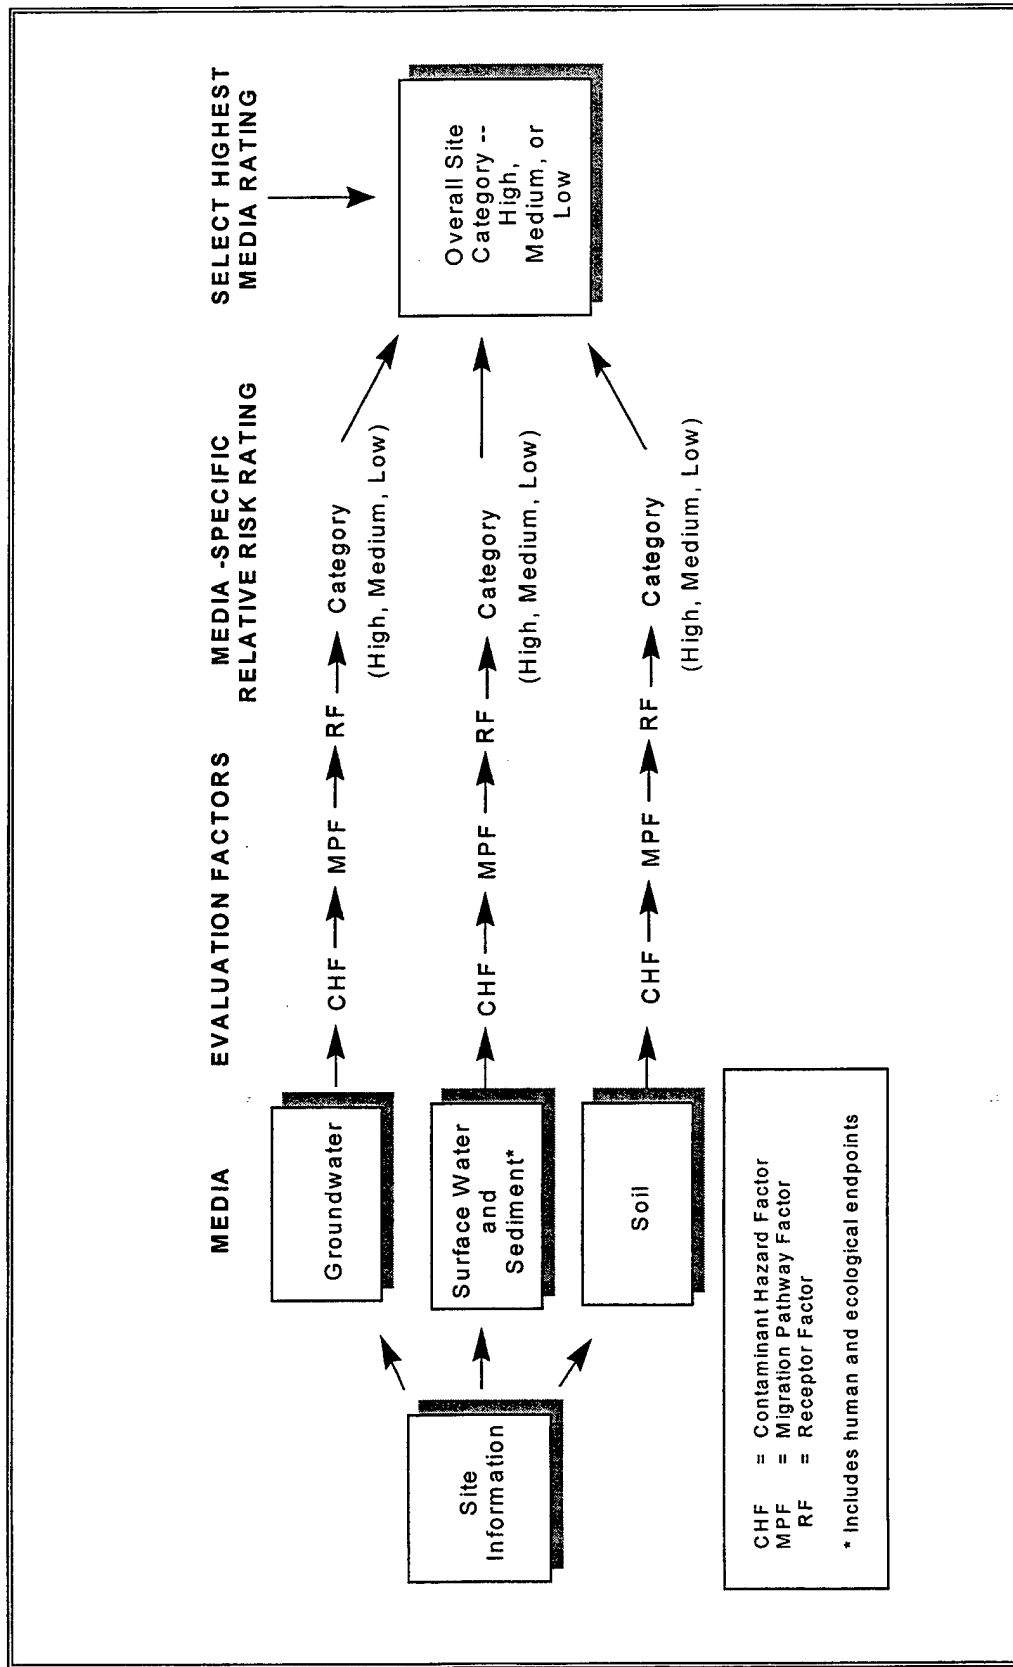 MEDIA
EVALUATION FACTORS
MEDIA -SPECIFIC
RELATIVE RISK RATING
SELECT HIGHEST
MEDIA RATING
Site
Information
Groundwater
CHF
MPF
RF
Category
(High, Medium, Low)
Surface Water
and
Sediment*
CHF
MPF
RF
Category
(High, Medium, Low)
Soil
CHF
MPF
RF
Category
(High, Medium, Low)
Overall Site
Category --
High,
Medium, or
Low
CHF = Contaminant Hazard Factor
MPF = Migration Pathway Factor
RF = Receptor Factor
* Includes human and ecological endpoints